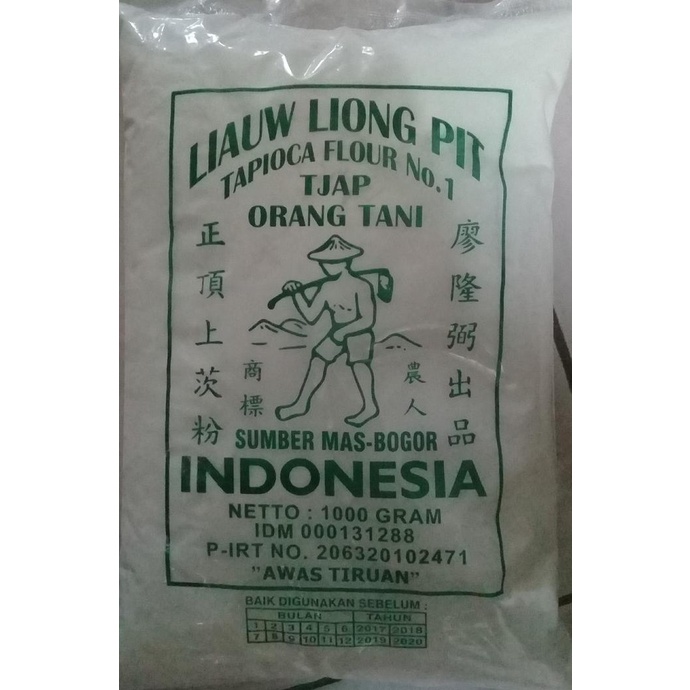 LIAUW LIONG PIT
TAPIOCA FLOUR No.1
TJAP
ORANG TANI
正頂上茨粉
廖隆弼出品
商標
農人
SUMBER MAS-BOGOR
INDONESIA
NETTO : 1000 GRAM
IDM 000131288
P-IRT NO. 206320102471
"AWAS TIRUAN"
BAIK DIGUNAKAN SEBELUM :
BULAN TAHUN
1 2 3 4 5 6 2017 2018
7 8 9 10 11 12 2019 2020